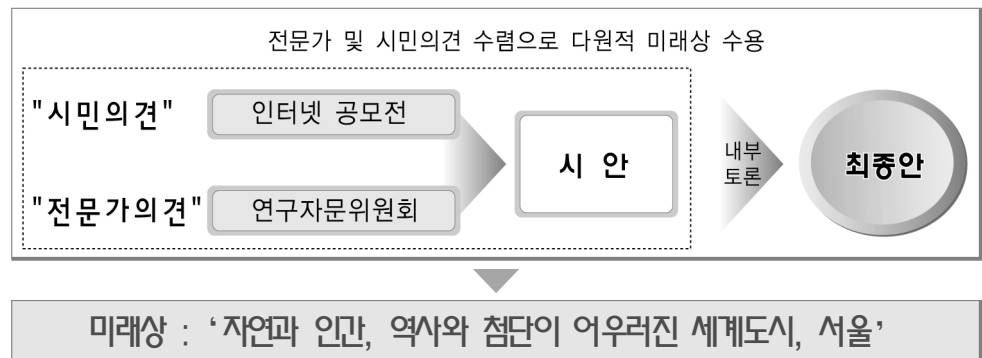 전문가 및 시민의견 수렴으로 다원적 미래상 수용
"시민의견"
인터넷 공모전
"전문가의견"
연구자문위원회
시 안
내부
토론
최종안
미래상 : ‘자연과 인간, 역사와 첨단이 어우러진 세계도시, 서울’